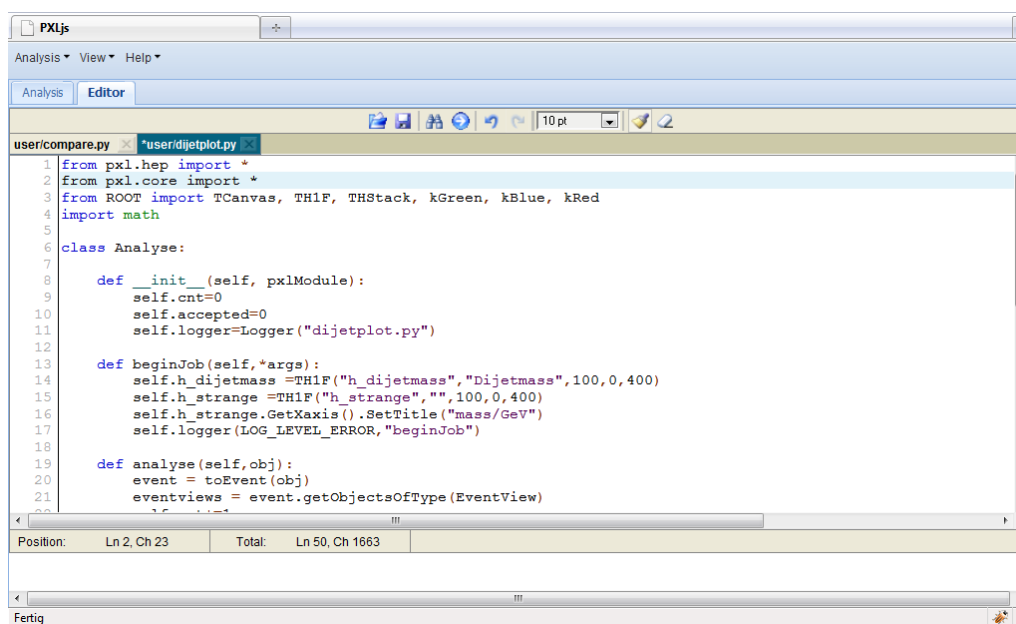 PXLjs
Analysis View Help
Analysis Editor
10 pt
user/compare.py *user/dijetplot.py
1 from pxl.hep import *
2 from pxl.core import *
3 from ROOT import TCanvas, TH1F, THStack, kGreen, kBlue, kRed
4 import math
5
6 class Analyse:
7
8     def __init__(self, pxlModule):
9         self.cnt=0
10         self.accepted=0
11         self.logger=Logger("dijetplot.py")
12
13     def beginJob(self,*args):
14         self.h_dijetmass =TH1F("h_dijetmass","Dijetmass",100,0,400)
15         self.h_strange =TH1F("h_strange","",100,0,400)
16         self.h_strange.GetXaxis().SetTitle("mass/GeV")
17         self.logger(LOG_LEVEL_ERROR,"beginJob")
18
19     def analyse(self,obj):
20         event = toEvent(obj)
21         eventviews = event.getObjectsOfType(EventView)
Position: Ln 2, Ch 23 Total: Ln 50, Ch 1663
Fertig